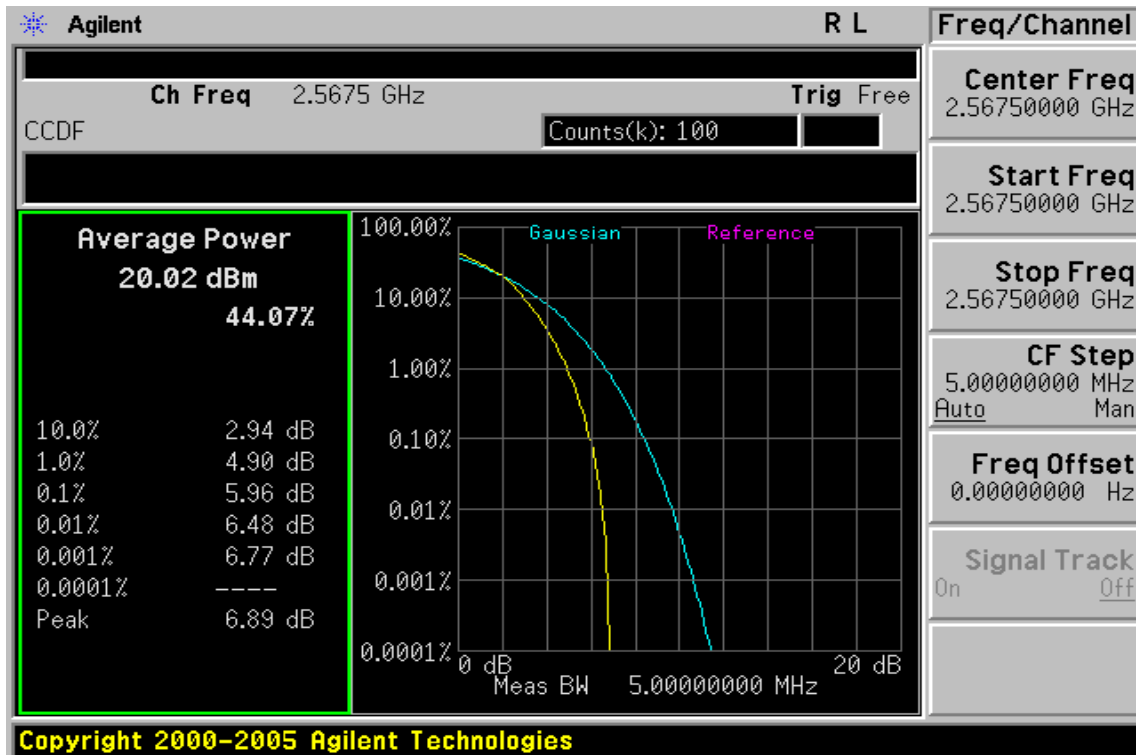 Agilent R L Freq/Channel
Ch Freq 2.5675 GHz Trig Free
CCDF Counts(k): 100
Average Power
20.02 dBm
44.07%
10.0% 2.94 dB
1.0% 4.90 dB
0.1% 5.96 dB
0.01% 6.48 dB
0.001% 6.77 dB
0.0001% ----
Peak 6.89 dB
100.00% Gaussian Reference
10.00%
1.00%
0.10%
0.01%
0.001%
0.0001%
0 dB 20 dB
Meas BW 5.00000000 MHz
Center Freq
2.56750000 GHz
Start Freq
2.56750000 GHz
Stop Freq
2.56750000 GHz
CF Step
5.00000000 MHz
Auto Man
Freq Offset
0.00000000 Hz
Signal Track
On Off
Copyright 2000-2005 Agilent Technologies